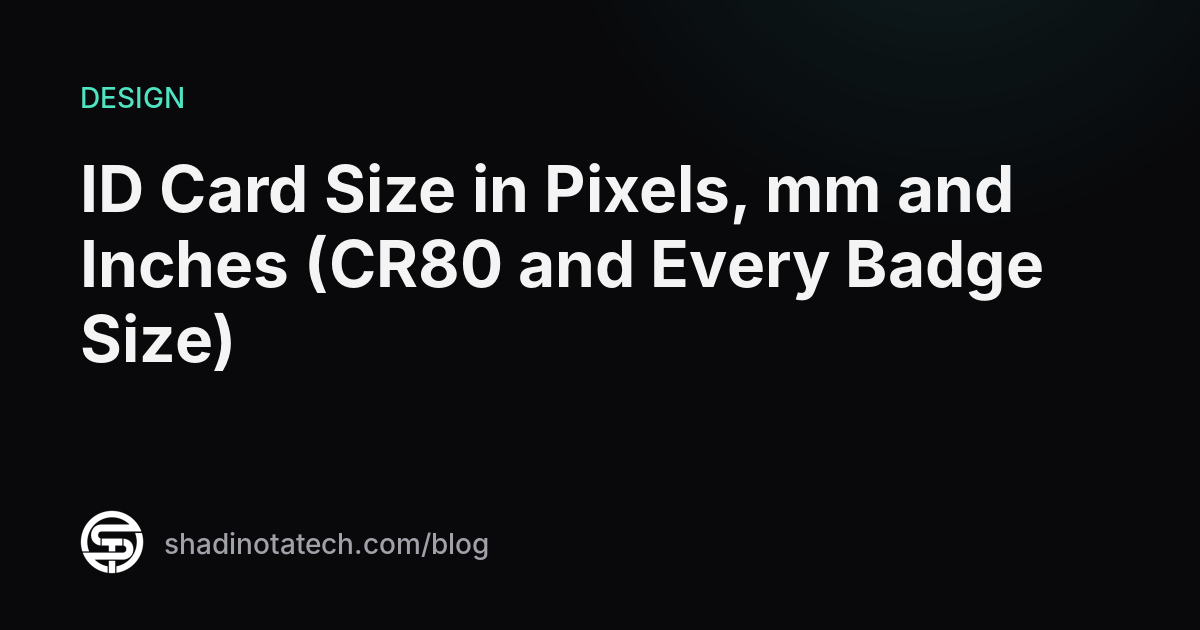 DESIGN
ID Card Size in Pixels, mm and
Inches (CR80 and Every Badge
Size)
shadinotatech.com/blog